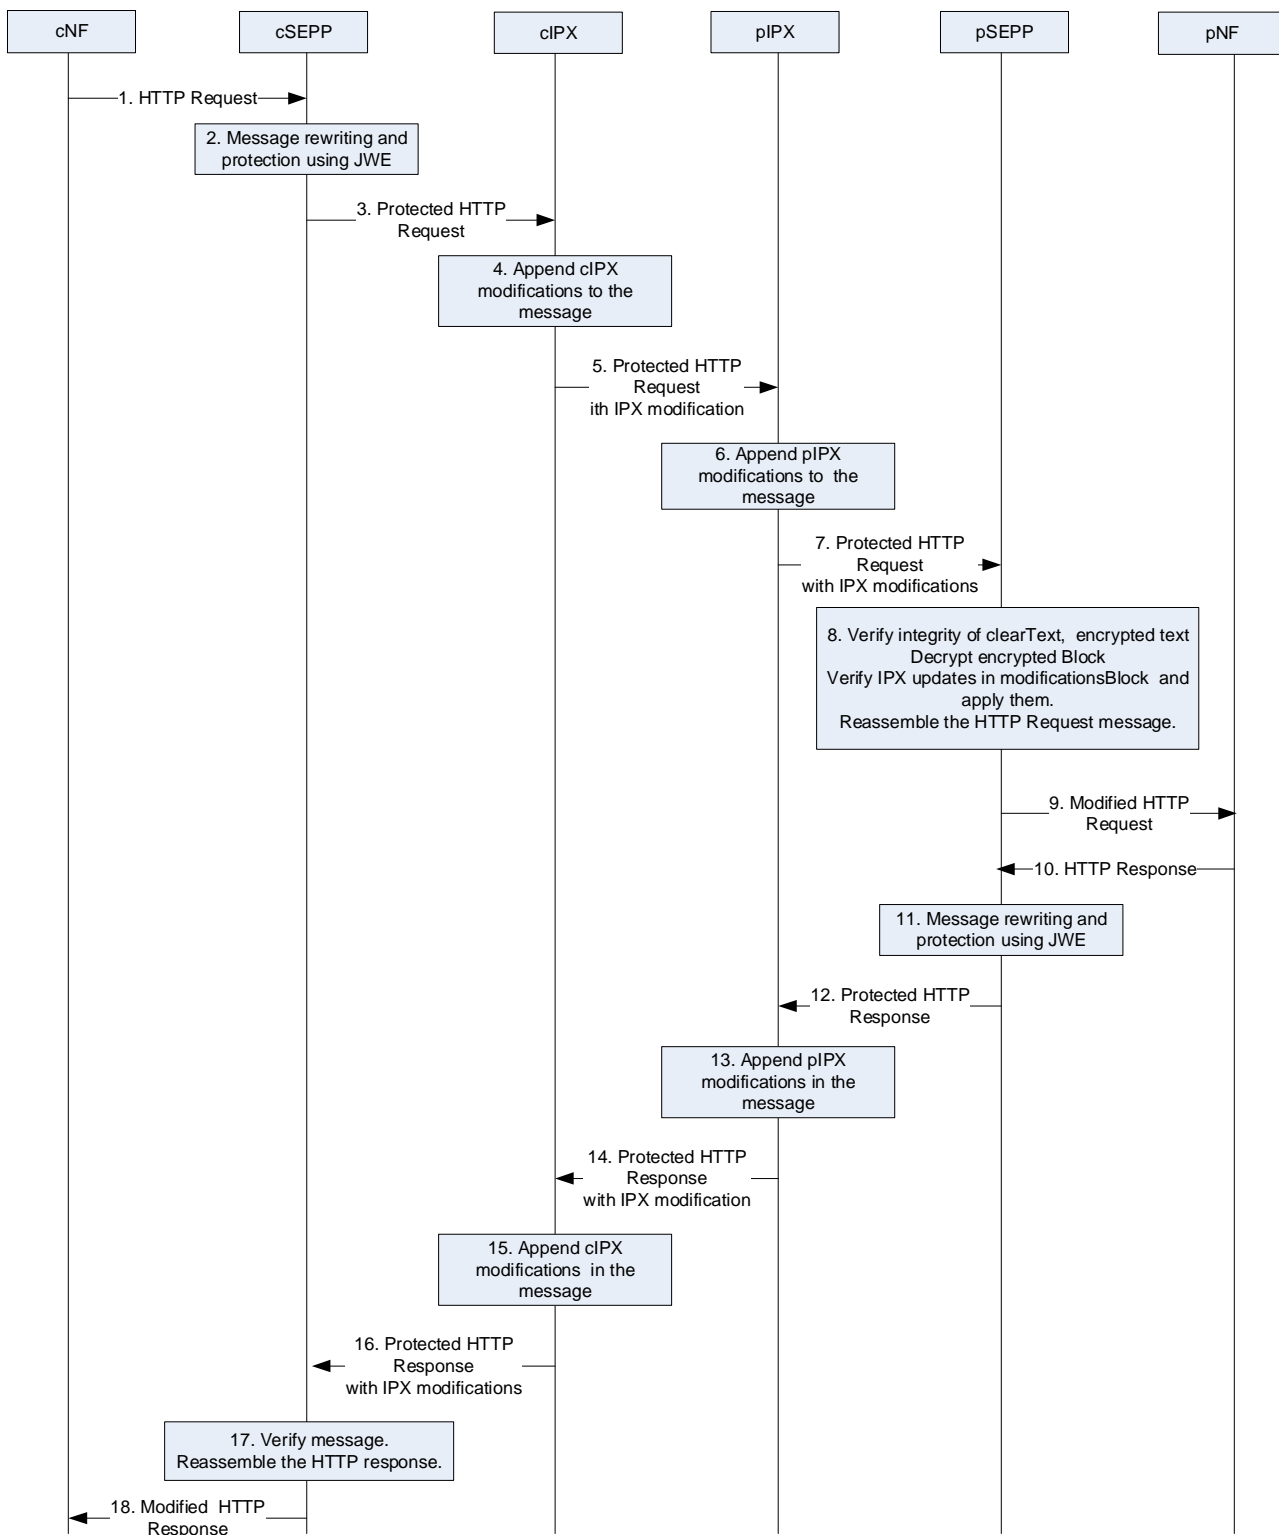 cNF
cSEPP
cIPX
pIPX
pSEPP
pNF
1. HTTP Request
2. Message rewriting and
protection using JWE
3. Protected HTTP
Request
4. Append cIPX
modifications to the
message
5. Protected HTTP
Request
ith IPX modification
6. Append pIPX
modifications to the
message
7. Protected HTTP
Request
with IPX modifications
8. Verify integrity of clearText, encrypted text
Decrypt encrypted Block
Verify IPX updates in modificationsBlock and
apply them.
Reassemble the HTTP Request message.
9. Modified HTTP
Request
10. HTTP Response
11. Message rewriting and
protection using JWE
12. Protected HTTP
Response
13. Append pIPX
modifications in the
message
14. Protected HTTP
Response
with IPX modification
15. Append cIPX
modifications in the
message
16. Protected HTTP
Response
with IPX modifications
17. Verify message.
Reassemble the HTTP response.
18. Modified HTTP
Response